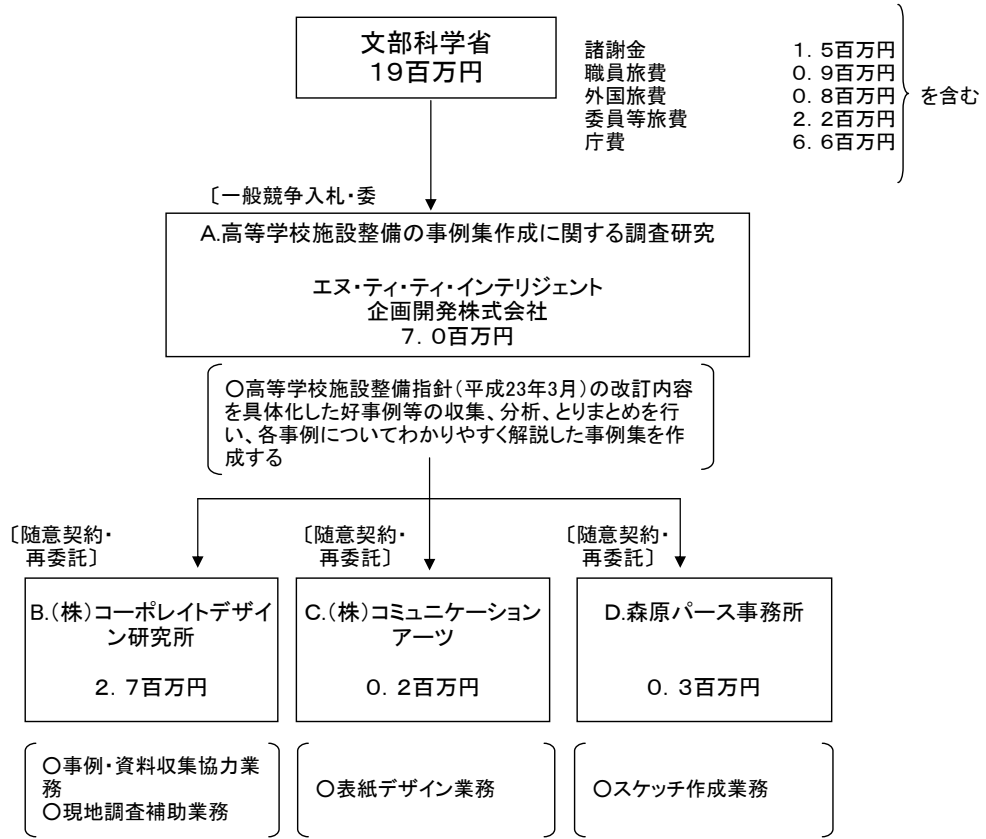 文部科学省
19百万円
諸謝金 1.5百万円
職員旅費 0.9百万円
外国旅費 0.8百万円
委員等旅費 2.2百万円
庁費 6.6百万円
を含む
〔一般競争入札・委
A.高等学校施設整備の事例集作成に関する調査研究
エヌ・ティ・ティ・インテリジェント
企画開発株式会社
7.0百万円
○高等学校施設整備指針(平成23年3月)の改訂内容
を具体化した好事例等の収集、分析、とりまとめを行
い、各事例についてわかりやすく解説した事例集を作
成する
〔随意契約・
再委託〕
〔随意契約・
再委託〕
〔随意契約・
再委託〕
B.(株)コーポレイトデザイ
ン研究所
2.7百万円
C.(株)コミュニケーション
アーツ
0.2百万円
D.森原パース事務所
0.3百万円
○事例・資料収集協力業
務
○現地調査補助業務
○表紙デザイン業務
○スケッチ作成業務